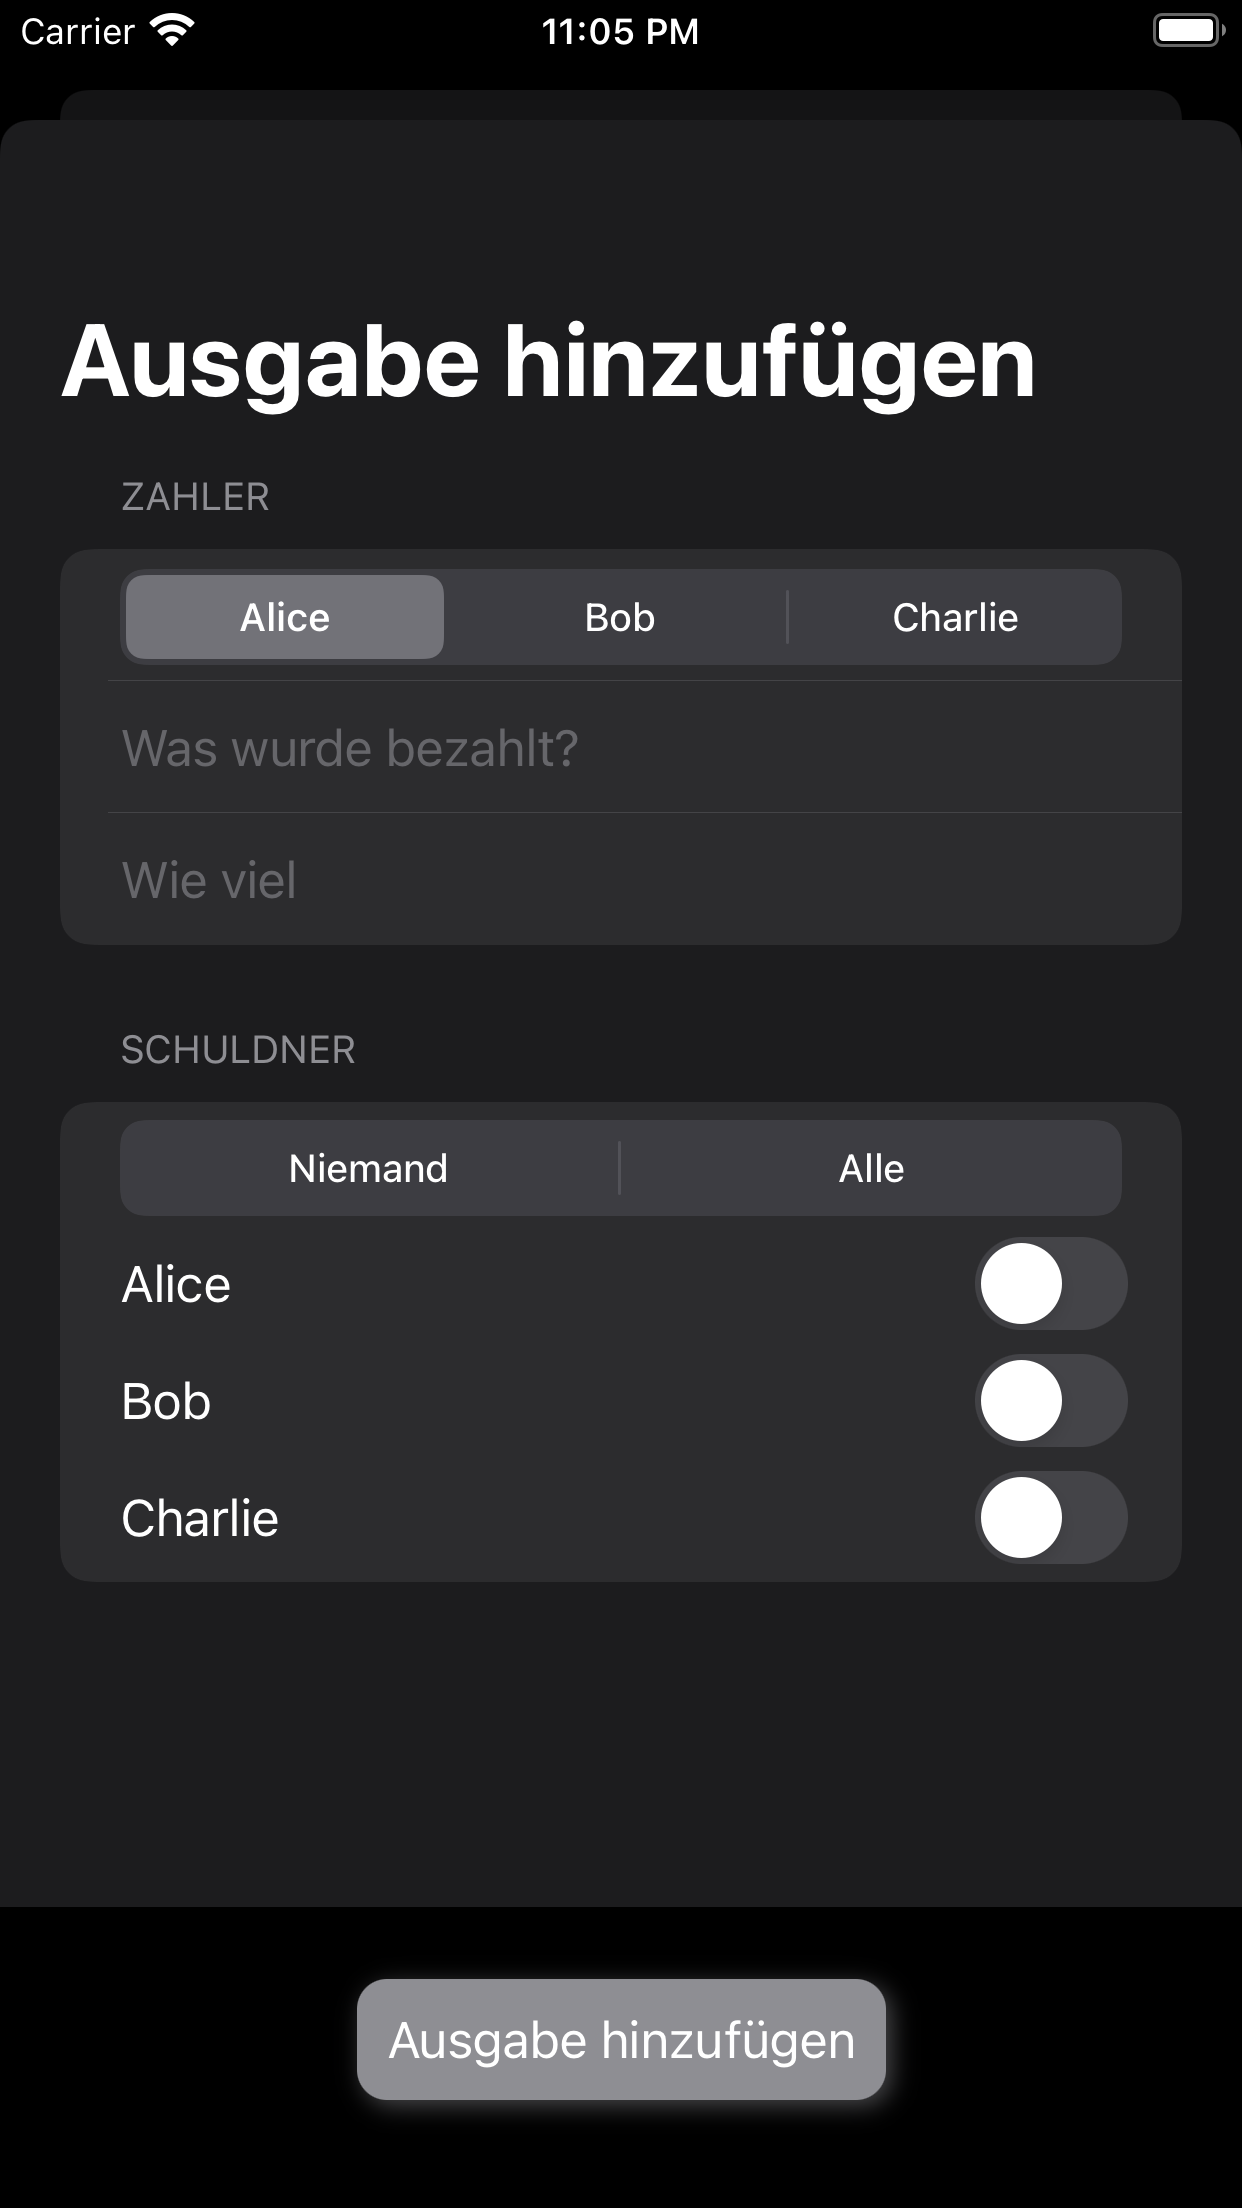 Carrier 11:05 PM
Ausgabe hinzufügen
ZAHLER
Alice Bob Charlie
Was wurde bezahlt?
Wie viel
SCHULDNER
Niemand Alle
Alice
Bob
Charlie
Ausgabe hinzufügen